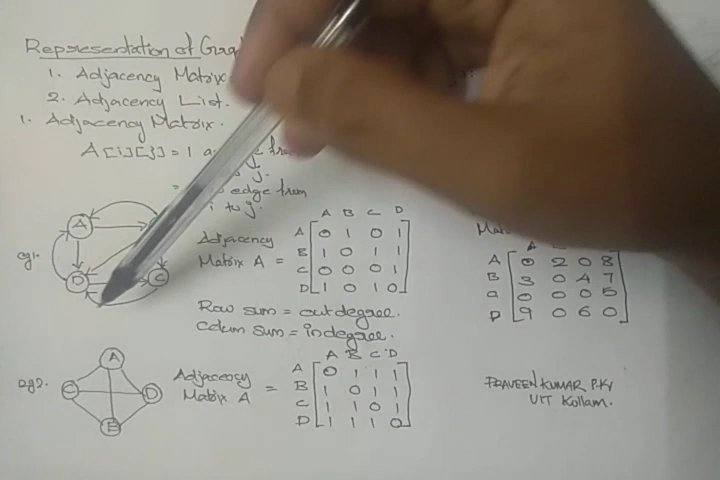 Representation of Gra
1. Adjacency Matrix
2. Adjacency List.
1. Adjacency Matrix.
A[i][j] = 1
j.
= edge from
i to j.
eg1.
A
D
C
Adjacency
Matrix A =
A B C D
A 0 1 0 1
B 1 0 1 1
C 0 0 0 1
D 1 0 1 0
Row sum = outdegree.
Colum sum = indegree.
A
A 0 2 0 8
B 3 0 4 7
C 0 0 0 5
D 9 0 6 0
eg2.
A
C
D
B
Adjacency
Matrix A =
A B C D
A 0 1 1 1
B 1 0 1 1
C 1 1 0 1
D 1 1 1 0
PRAVEEN KUMAR P.KV
UIT Kollam.